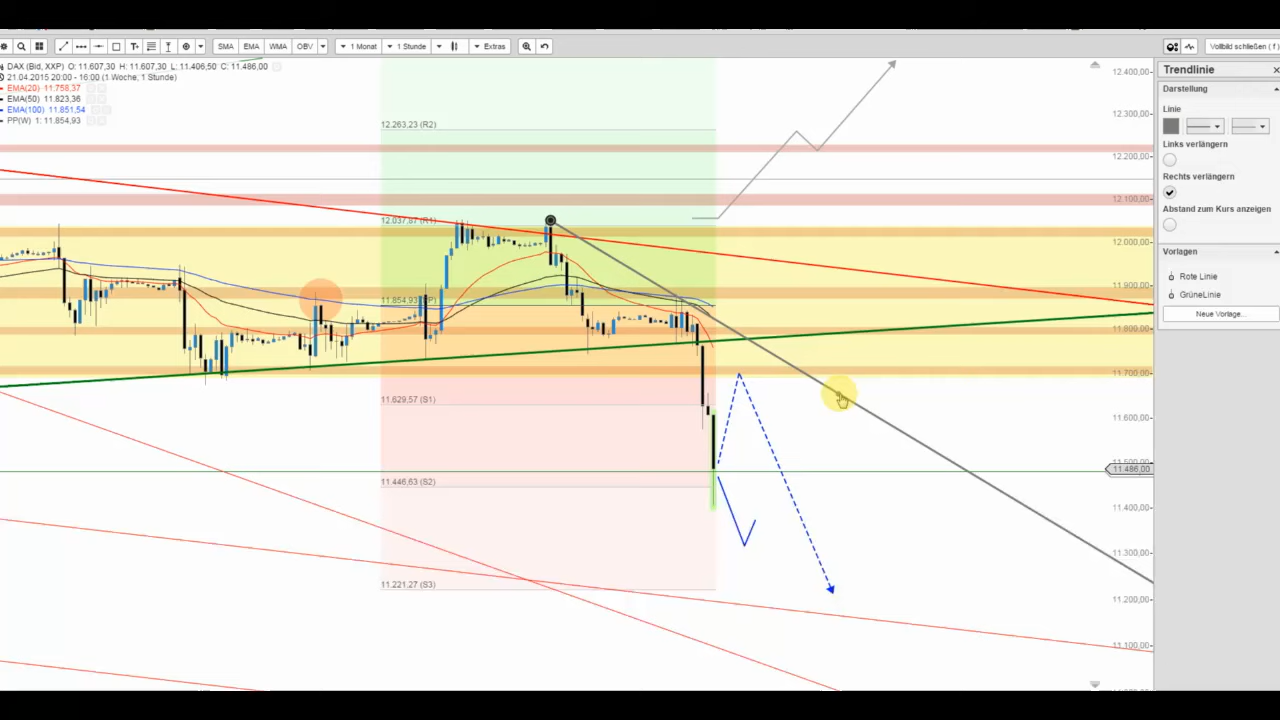 SMA EMA WMA OBV 1 Monat 1 Stunde Extras Vollbild schließen ( f )
DAX (Bid, XXP) O: 11.607,30 H: 11.607,30 L: 11.406,50 C: 11.486,00
21.04.2015 20:00 - 16:00 (1 Woche, 1 Stunde)
EMA(20) 11.758,37
EMA(50) 11.823,36
EMA(100) 11.851,54
PP(W) 1: 11.854,93
12.263,23 (R2)
12.037,87 (R1)
11.854,93 (PP)
11.629,57 (S1)
11.446,63 (S2)
11.221,27 (S3)
12.400,00
12.300,00
12.200,00
12.100,00
12.000,00
11.900,00
11.800,00
11.700,00
11.600,00
11.486,00
11.400,00
11.300,00
11.200,00
11.100,00
Trendlinie
Darstellung
Linie
Links verlängern
Rechts verlängern
Abstand zum Kurs anzeigen
Vorlagen
Rote Linie
GrüneLinie
Neue Vorlage...